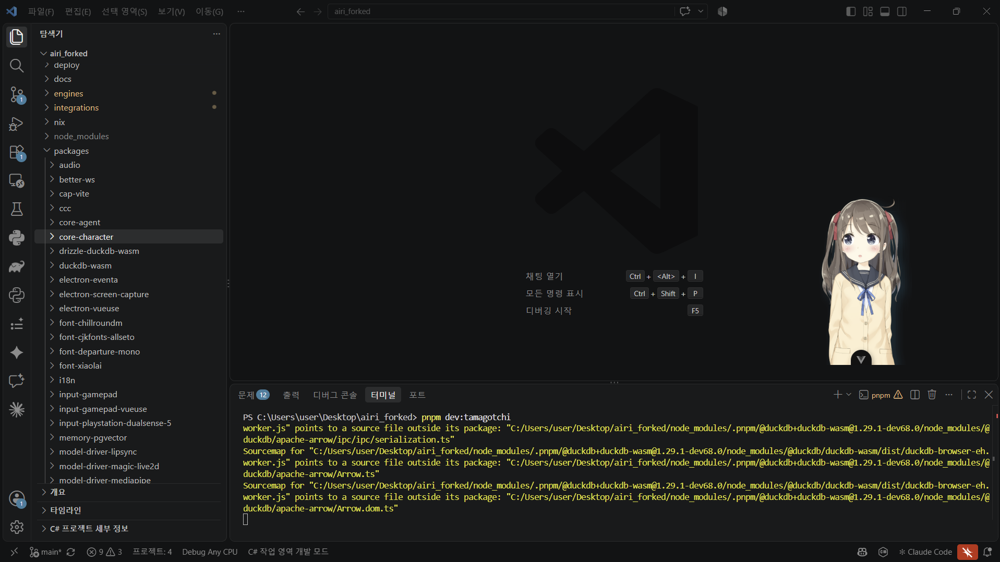 파일(F) 편집(E) 선택 영역(S) 보기(V) 이동(G) ··· airi_forked
탐색기 ···
airi_forked
deploy
docs
engines
integrations
nix
node_modules
packages
audio
better-ws
cap-vite
ccc
core-agent
core-character
drizzle-duckdb-wasm
duckdb-wasm
electron-eventa
electron-screen-capture
electron-vueuse
font-chillroundm
font-cjkfonts-allseto
font-departure-mono
font-xiaolai
i18n
input-gamepad
input-gamepad-vueuse
input-playstation-dualsense-5
memory-pgvector
model-driver-lipsync
model-driver-magic-live2d
model-driver-mediapipe
개요
타임라인
C# 프로젝트 세부 정보
1
1
1
채팅 열기 Ctrl + <Alt> + I
모든 명령 표시 Ctrl + Shift + P
디버깅 시작 F5
문제 12 출력 디버그 콘솔 터미널 포트 pnpm
PS C:\Users\user\Desktop\airi_forked> pnpm dev:tamagotchi
worker.js" points to a source file outside its package: "C:/Users/user/Desktop/airi_forked/node_modules/.pnpm/@duckdb+duckdb-wasm@1.29.1-dev68.0/node_modules/@
duckdb/apache-arrow/ipc/ipc/serialization.ts"
Sourcemap for "C:/Users/user/Desktop/airi_forked/node_modules/.pnpm/@duckdb+duckdb-wasm@1.29.1-dev68.0/node_modules/@duckdb/duckdb-wasm/dist/duckdb-browser-eh.
worker.js" points to a source file outside its package: "C:/Users/user/Desktop/airi_forked/node_modules/.pnpm/@duckdb+duckdb-wasm@1.29.1-dev68.0/node_modules/@
duckdb/apache-arrow/Arrow.ts"
Sourcemap for "C:/Users/user/Desktop/airi_forked/node_modules/.pnpm/@duckdb+duckdb-wasm@1.29.1-dev68.0/node_modules/@duckdb/duckdb-wasm/dist/duckdb-browser-eh.
worker.js" points to a source file outside its package: "C:/Users/user/Desktop/airi_forked/node_modules/.pnpm/@duckdb+duckdb-wasm@1.29.1-dev68.0/node_modules/@
duckdb/apache-arrow/Arrow.dom.ts"
main* 9 3 프로젝트: 4 Debug Any CPU C# 작업 영역 개발 모드 Claude Code